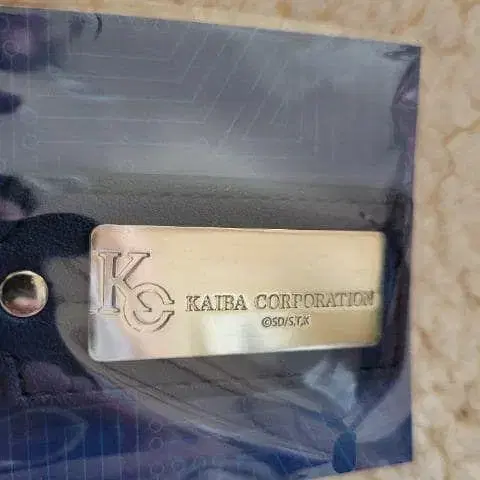 KC KAIBA CORPORATION
©SD/S,T,K